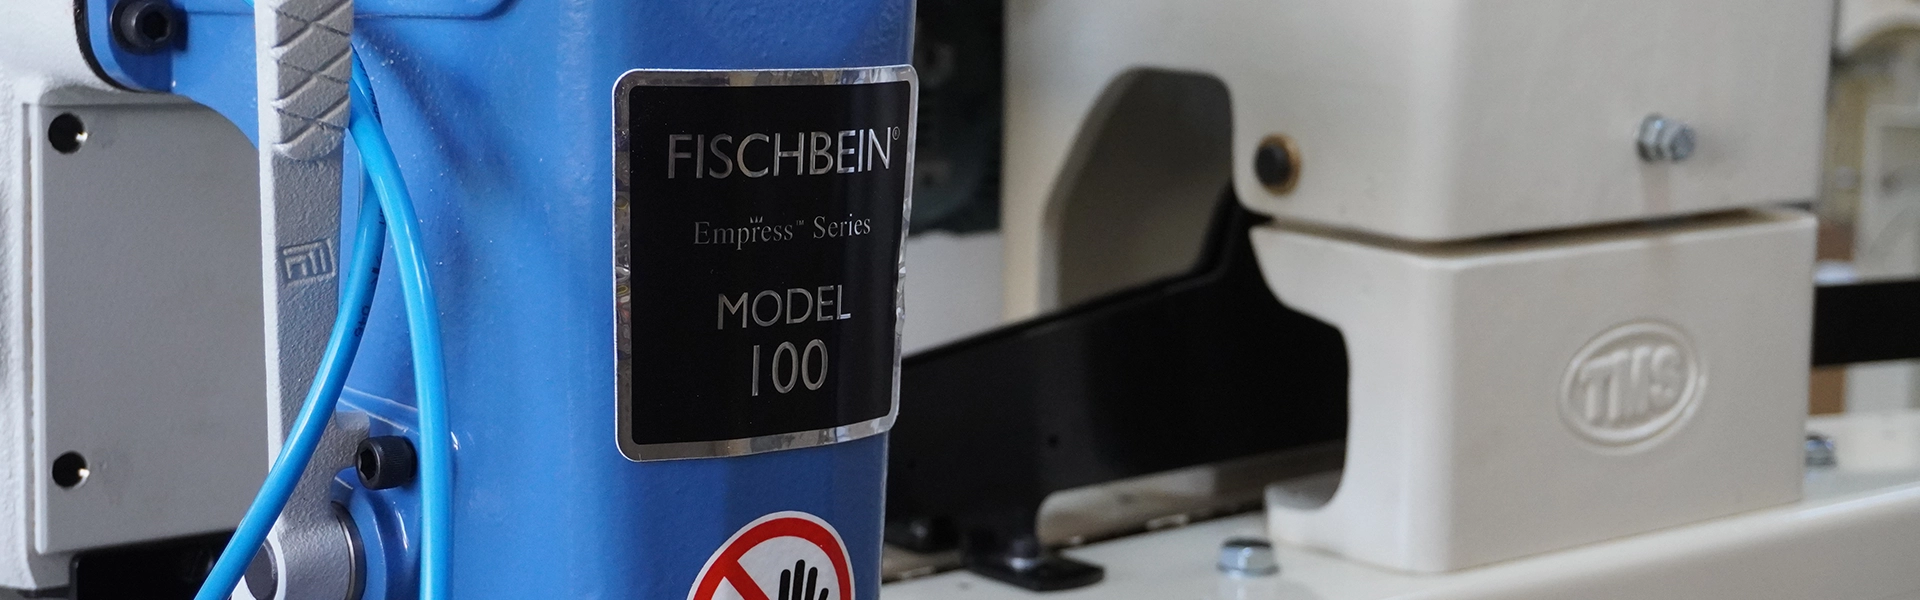 FISCHBEIN®
Empress™ Series
MODEL
100
TMS